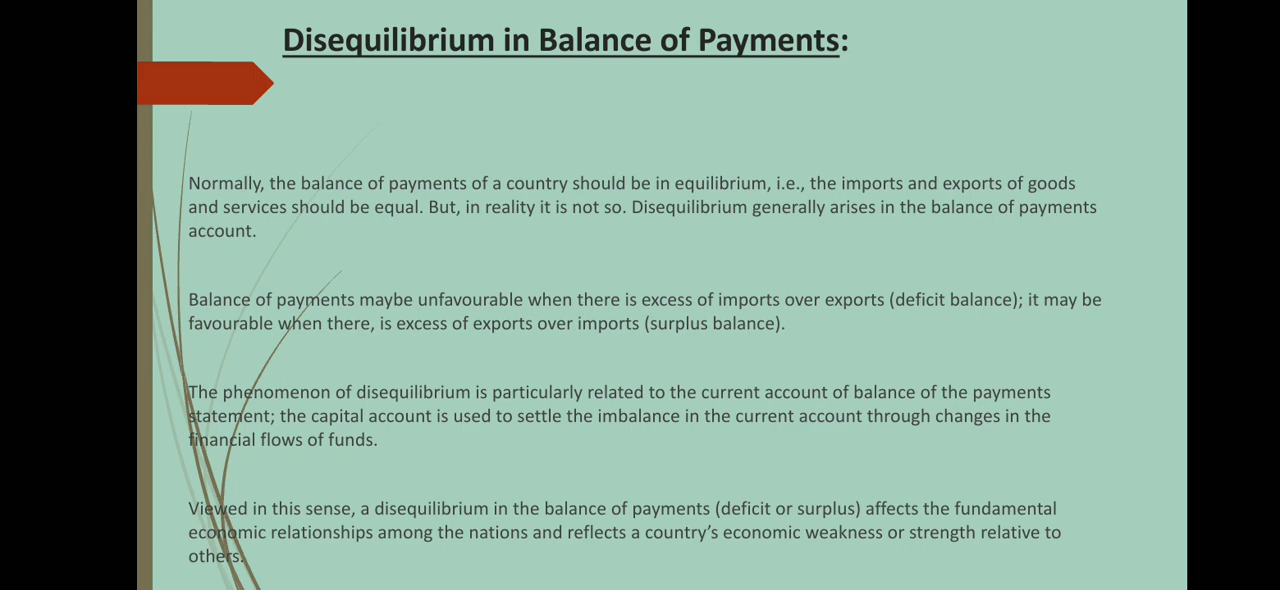 Disequilibrium in Balance of Payments:
Normally, the balance of payments of a country should be in equilibrium, i.e., the imports and exports of goods
and services should be equal. But, in reality it is not so. Disequilibrium generally arises in the balance of payments
account.
Balance of payments maybe unfavourable when there is excess of imports over exports (deficit balance); it may be
favourable when there, is excess of exports over imports (surplus balance).
The phenomenon of disequilibrium is particularly related to the current account of balance of the payments
statement; the capital account is used to settle the imbalance in the current account through changes in the
financial flows of funds.
Viewed in this sense, a disequilibrium in the balance of payments (deficit or surplus) affects the fundamental
economic relationships among the nations and reflects a country’s economic weakness or strength relative to
others.